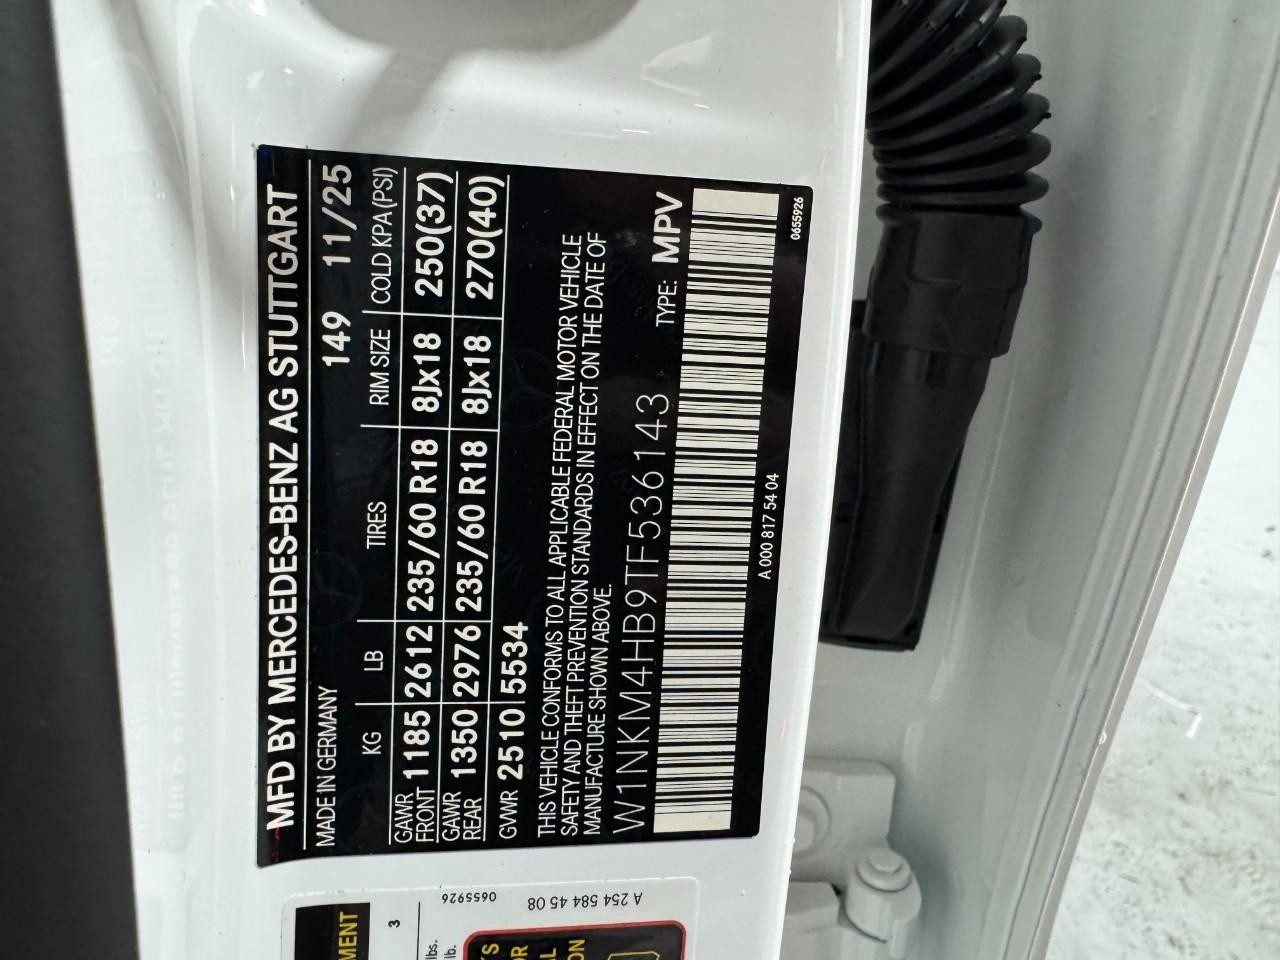 MFD BY MERCEDES-BENZ AG STUTTGART
MADE IN GERMANY 149 11/25
KG LB TIRES RIM SIZE COLD KPA(PSI)
GAWR FRONT 1185 2612 235/60 R18 8Jx18 250(37)
GAWR REAR 1350 2976 235/60 R18 8Jx18 270(40)
GVWR 2510 5534
THIS VEHICLE CONFORMS TO ALL APPLICABLE FEDERAL MOTOR VEHICLE
SAFETY AND THEFT PREVENTION STANDARDS IN EFFECT ON THE DATE OF
MANUFACTURE SHOWN ABOVE.
W1NKM4HB9TF536143 TYPE: MPV
A 000 817 54 04 0655926
A 254 584 45 08 0655926
3
lbs.
lb.